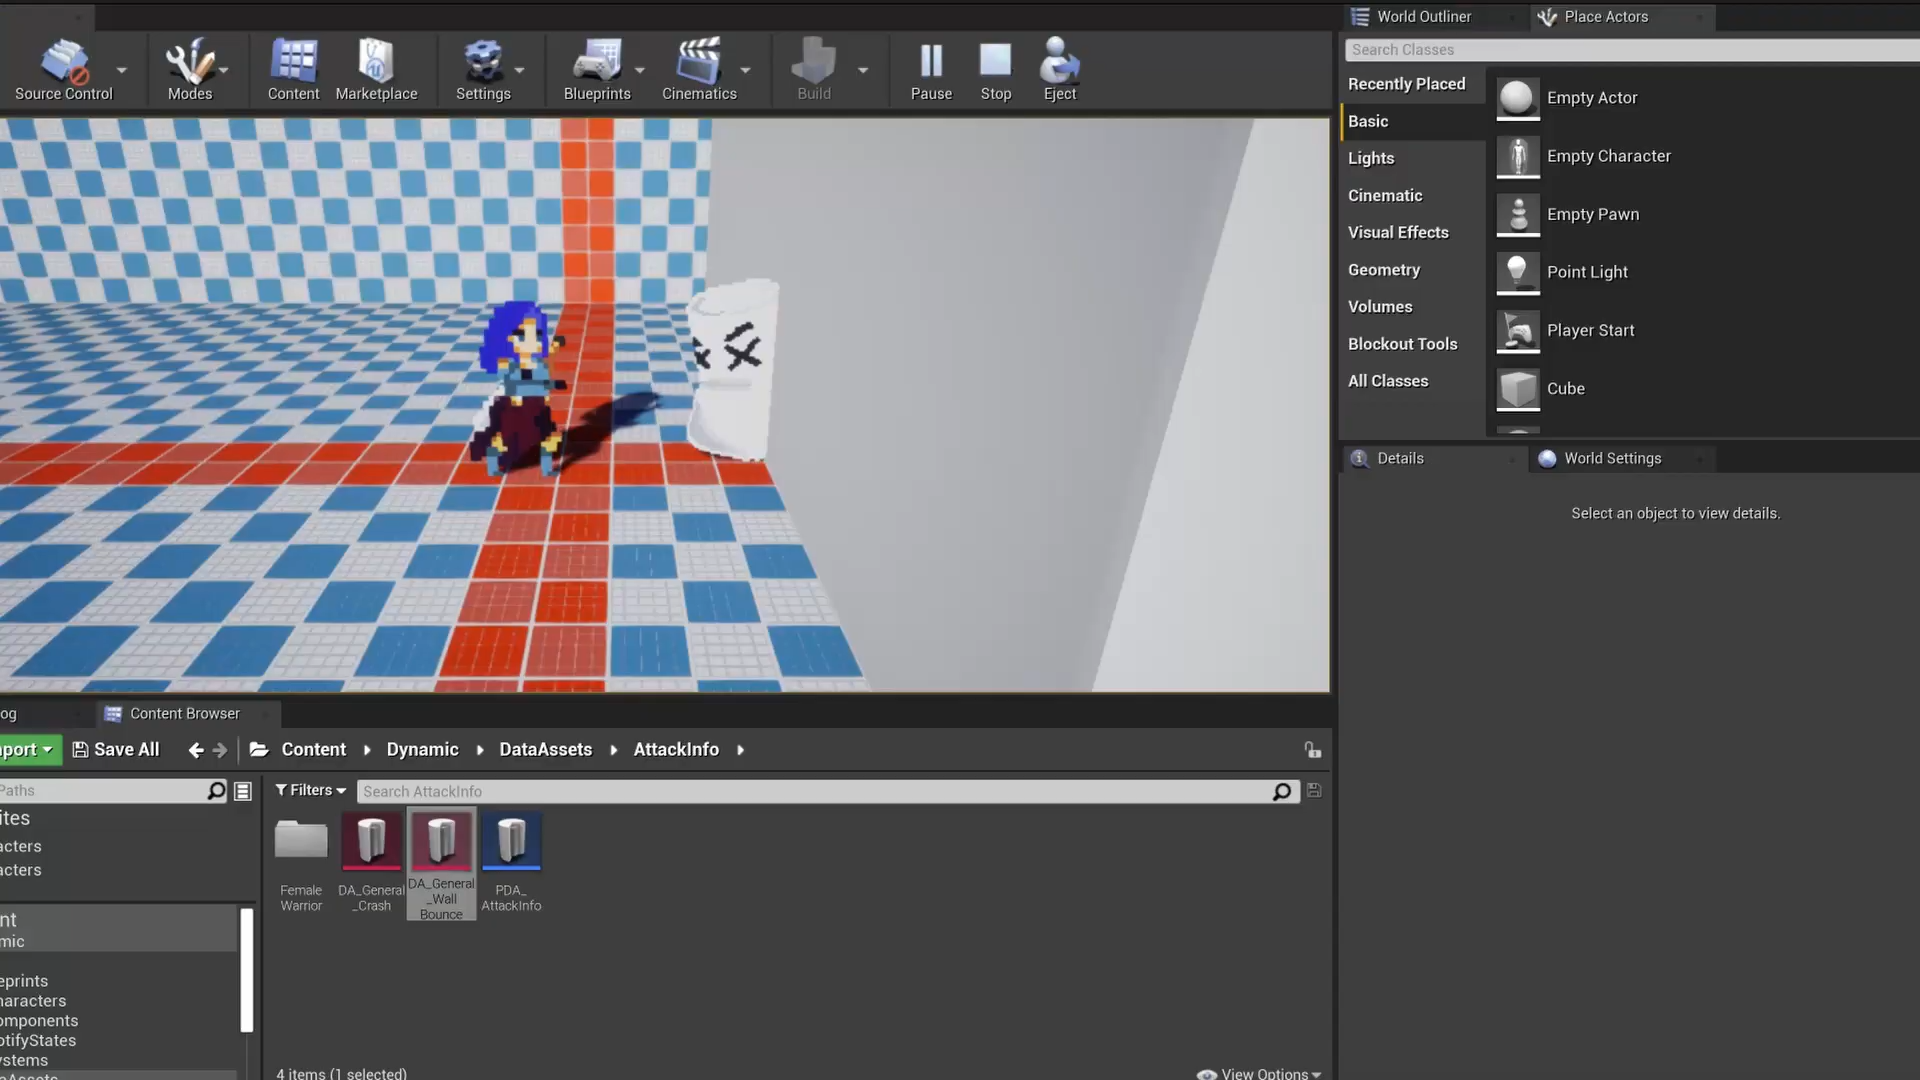 World Outliner
Place Actors
Source Control
Modes
Content
Marketplace
Settings
Blueprints
Cinematics
Build
Pause
Stop
Eject
Search Classes
Recently Placed
Basic
Lights
Cinematic
Visual Effects
Geometry
Volumes
Blockout Tools
All Classes
Empty Actor
Empty Character
Empty Pawn
Point Light
Player Start
Cube
Details
World Settings
Select an object to view details.
og
Content Browser
port
Save All
Content
Dynamic
DataAssets
AttackInfo
Paths
Filters
Search AttackInfo
ites
acters
acters
nt
mic
eprints
haracters
omponents
otifyStates
ystems
Female
Warrior
DA_General
_Crash
DA_General
_Wall
Bounce
PDA_
AttackInfo
4 items (1 selected)
View Options